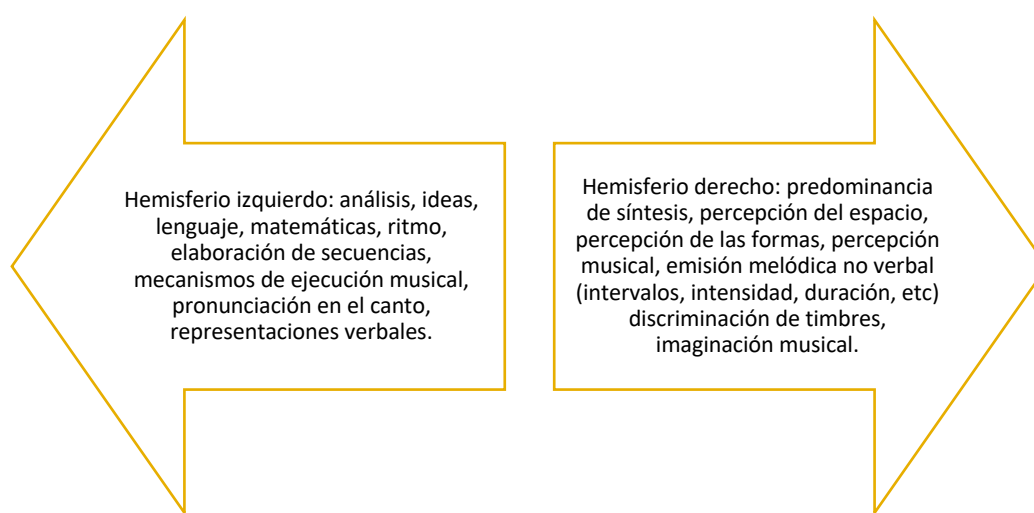 Hemisferio izquierdo: análisis, ideas,
lenguaje, matemáticas, ritmo,
elaboración de secuencias,
mecanismos de ejecución musical,
pronunciación en el canto,
representaciones verbales.
Hemisferio derecho: predominancia
de síntesis, percepción del espacio,
percepción de las formas, percepción
musical, emisión melódica no verbal
(intervalos, intensidad, duración, etc)
discriminación de timbres,
imaginación musical.